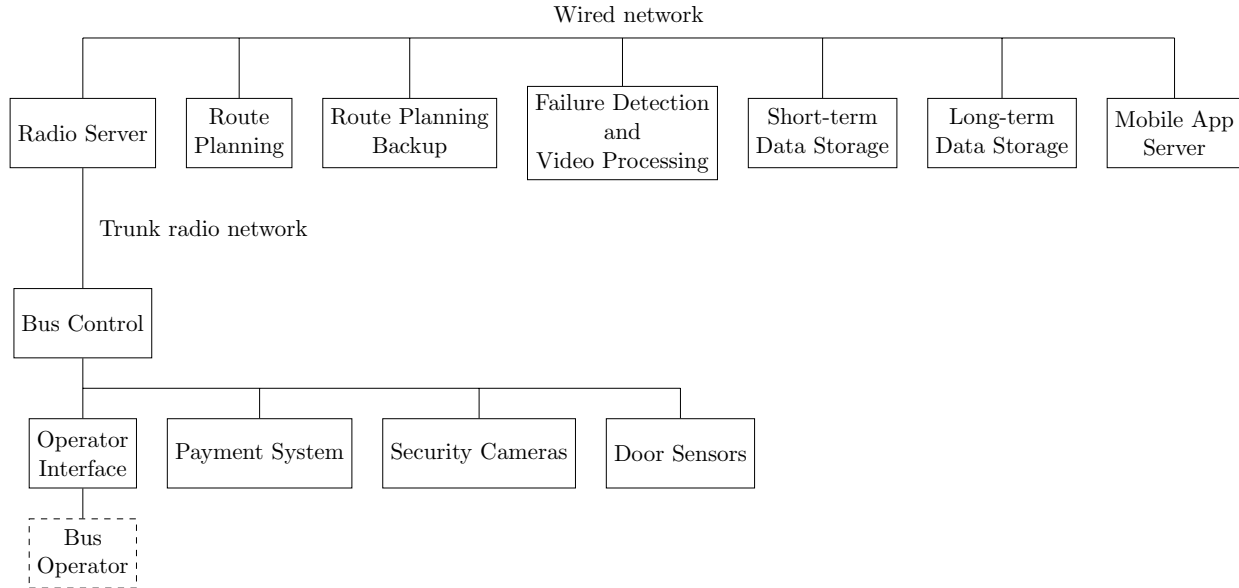 Wired network
Radio Server
Route
Planning
Route Planning
Backup
Failure Detection
and
Video Processing
Short-term
Data Storage
Long-term
Data Storage
Mobile App
Server
Trunk radio network
Bus Control
Operator
Interface
Payment System
Security Cameras
Door Sensors
Bus
Operator